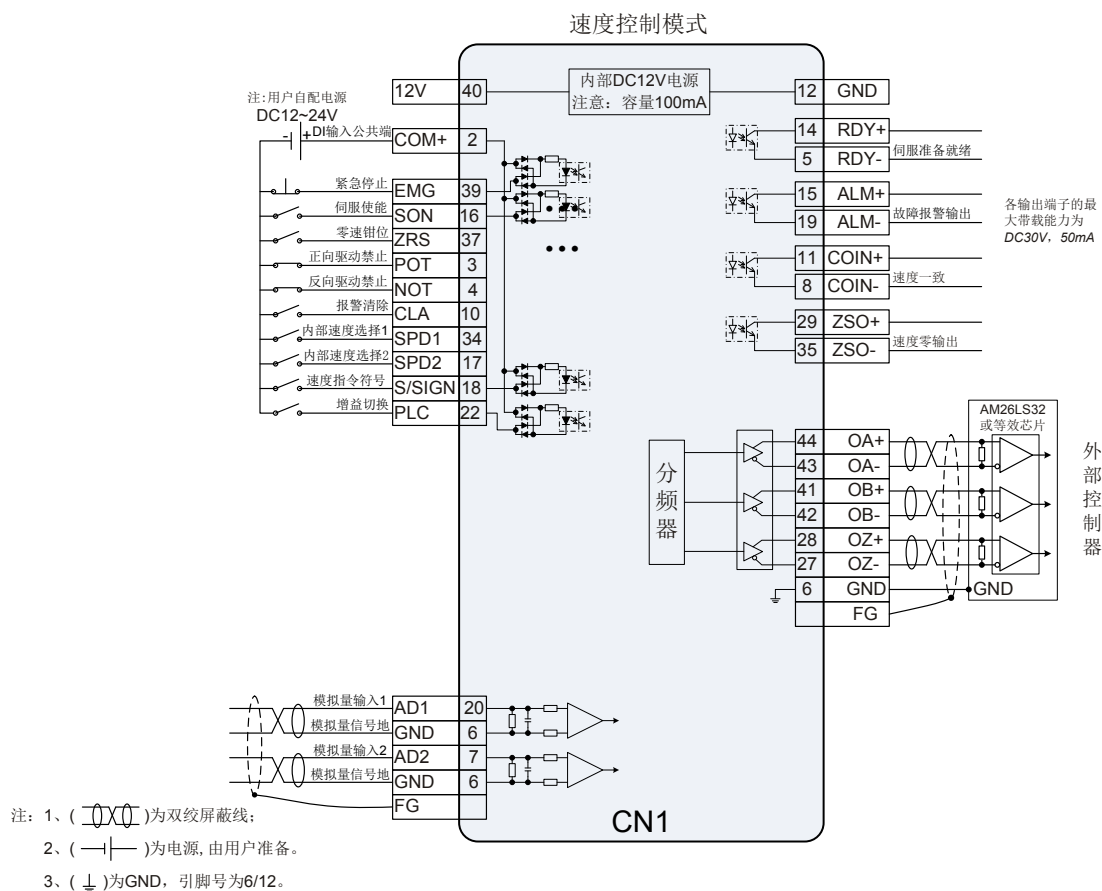 速度控制模式
内部DC12V电源
注意：容量100mA
12V 40
注:用户自配电源
DC12~24V
- + DI输入公共端 COM+ 2
紧急停止 EMG 39
伺服使能 SON 16
零速钳位 ZRS 37
正向驱动禁止 POT 3
反向驱动禁止 NOT 4
报警清除 CLA 10
内部速度选择1 SPD1 34
内部速度选择2 SPD2 17
速度指令符号 S/SIGN 18
增益切换 PLC 22
12 GND
14 RDY+
5 RDY- 伺服准备就绪
15 ALM+
19 ALM- 故障报警输出
11 COIN+
8 COIN- 速度一致
29 ZSO+
35 ZSO- 速度零输出
各输出端子的最
大带载能力为
DC30V，50mA
分频器
44 OA+
43 OA-
41 OB+
42 OB-
28 OZ+
27 OZ-
6 GND
FG
AM26LS32
或等效芯片
GND
外部控制器
模拟量输入1 AD1 20
模拟量信号地 GND 6
模拟量输入2 AD2 7
模拟量信号地 GND 6
FG
CN1
注：1、( )为双绞屏蔽线；
2、( )为电源,由用户准备。
3、( )为GND，引脚号为6/12。